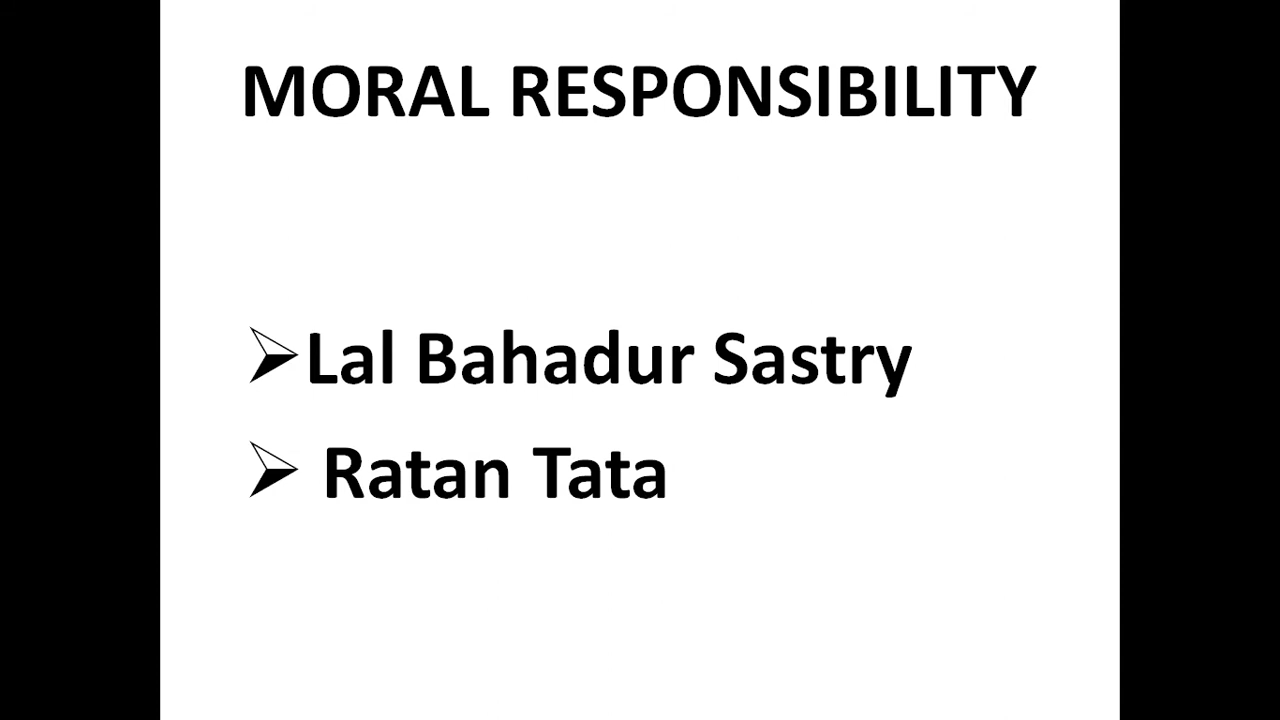 MORAL RESPONSIBILITY
➢Lal Bahadur Sastry
➢ Ratan Tata